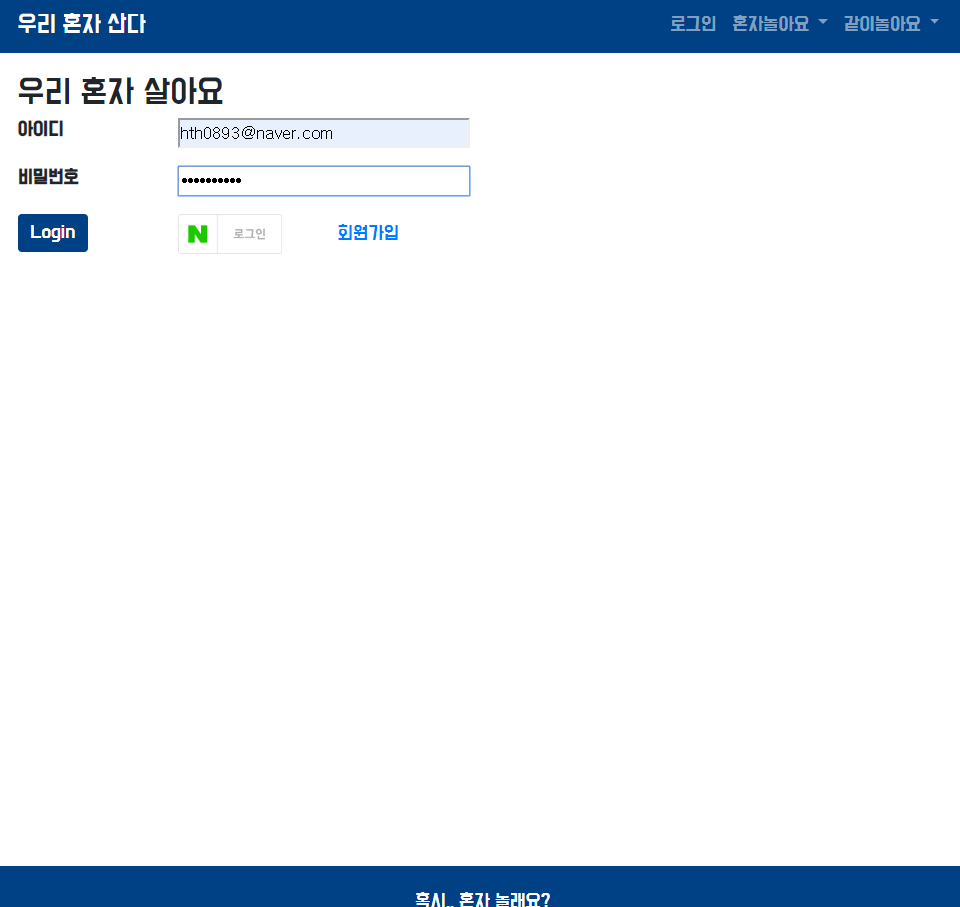 우리 혼자 산다 로그인 혼자놀아요 같이놀아요
우리 혼자 살아요
아이디 hth0893@naver.com
비밀번호 ••••••••••
Login N 로그인 회원가입
혹시.. 혼자 놀래요?